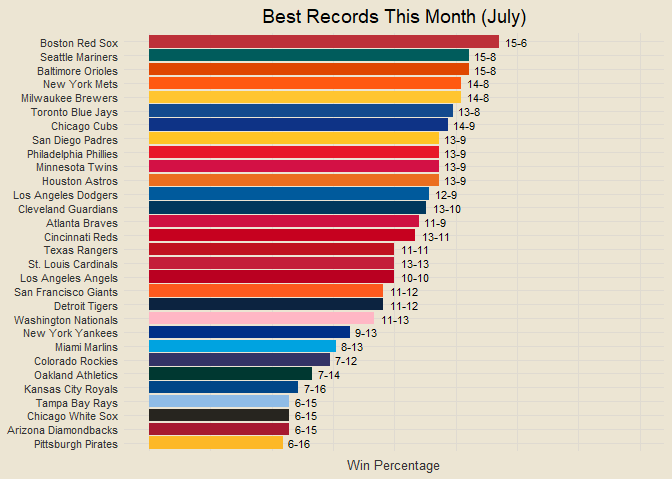 Best Records This Month (July)
Boston Red Sox 15-6
Seattle Mariners 15-8
Baltimore Orioles 15-8
New York Mets 14-8
Milwaukee Brewers 14-8
Toronto Blue Jays 13-8
Chicago Cubs 14-9
San Diego Padres 13-9
Philadelphia Phillies 13-9
Minnesota Twins 13-9
Houston Astros 13-9
Los Angeles Dodgers 12-9
Cleveland Guardians 13-10
Atlanta Braves 11-9
Cincinnati Reds 13-11
Texas Rangers 11-11
St. Louis Cardinals 13-13
Los Angeles Angels 10-10
San Francisco Giants 11-12
Detroit Tigers 11-12
Washington Nationals 11-13
New York Yankees 9-13
Miami Marlins 8-13
Colorado Rockies 7-12
Oakland Athletics 7-14
Kansas City Royals 7-16
Tampa Bay Rays 6-15
Chicago White Sox 6-15
Arizona Diamondbacks 6-15
Pittsburgh Pirates 6-16
Win Percentage